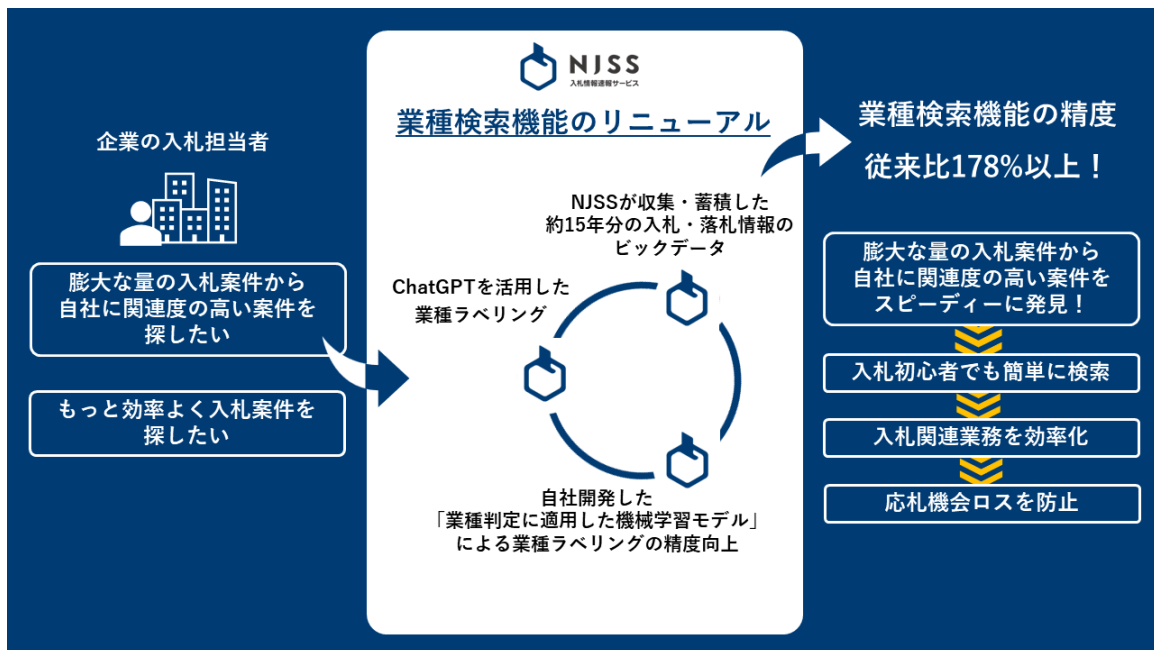 企業の入札担当者
膨大な量の入札案件から
自社に関連度の高い案件を
探したい
もっと効率よく入札案件を
探したい
NJSS
入札情報速報サービス
業種検索機能のリニューアル
NJSSが収集・蓄積した
約15年分の入札・落札情報の
ビックデータ
ChatGPTを活用した
業種ラベリング
自社開発した
「業種判定に適用した機械学習モデル」
による業種ラベリングの精度向上
業種検索機能の精度
従来比178%以上！
膨大な量の入札案件から
自社に関連度の高い案件を
スピーディーに発見！
入札初心者でも簡単に検索
入札関連業務を効率化
応札機会ロスを防止